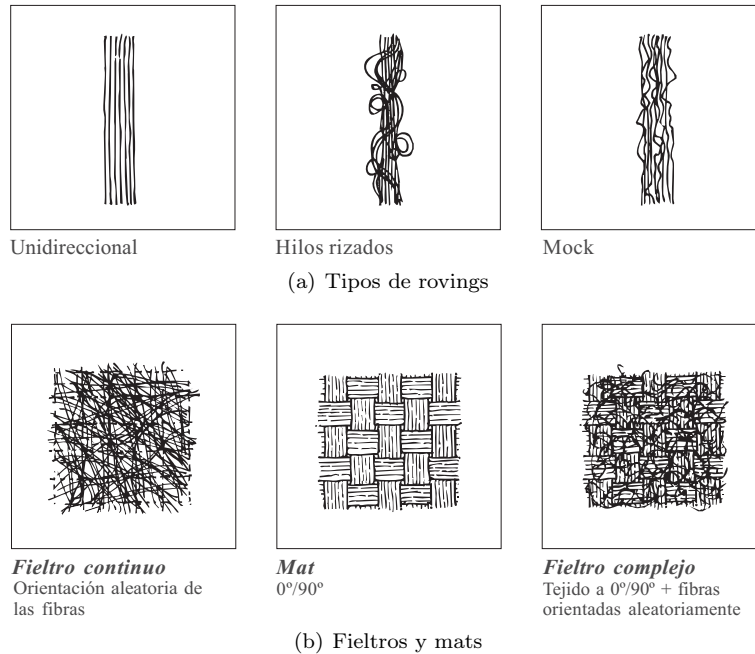 Unidireccional
Hilos rizados
Mock
(a) Tipos de rovings
Fieltro continuo
Orientación aleatoria de
las fibras
Mat
0º/90º
Fieltro complejo
Tejido a 0º/90º + fibras
orientadas aleatoriamente
(b) Fieltros y mats